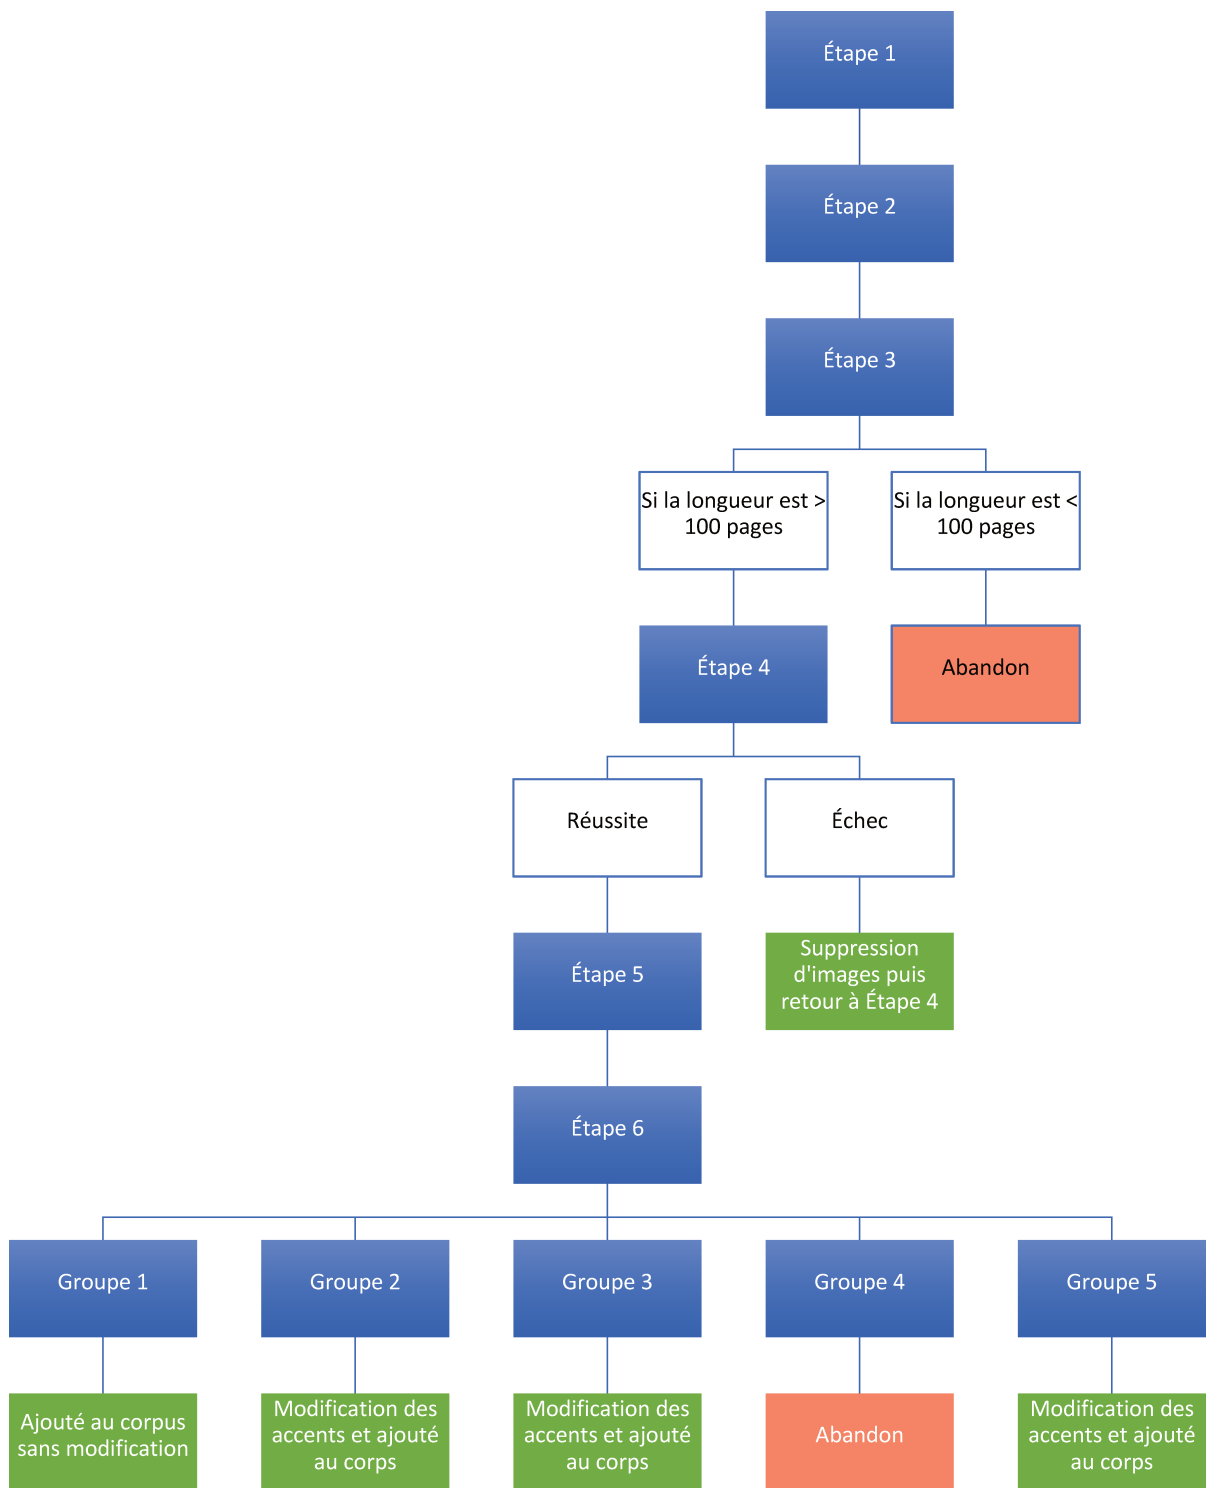 Étape 1
Étape 2
Étape 3
Si la longueur est >
100 pages
Si la longueur est <
100 pages
Étape 4
Abandon
Réussite
Échec
Étape 5
Suppression
d'images puis
retour à Étape 4
Étape 6
Groupe 1
Groupe 2
Groupe 3
Groupe 4
Groupe 5
Ajouté au corpus
sans modification
Modification des
accents et ajouté
au corps
Modification des
accents et ajouté
au corps
Abandon
Modification des
accents et ajouté
au corps